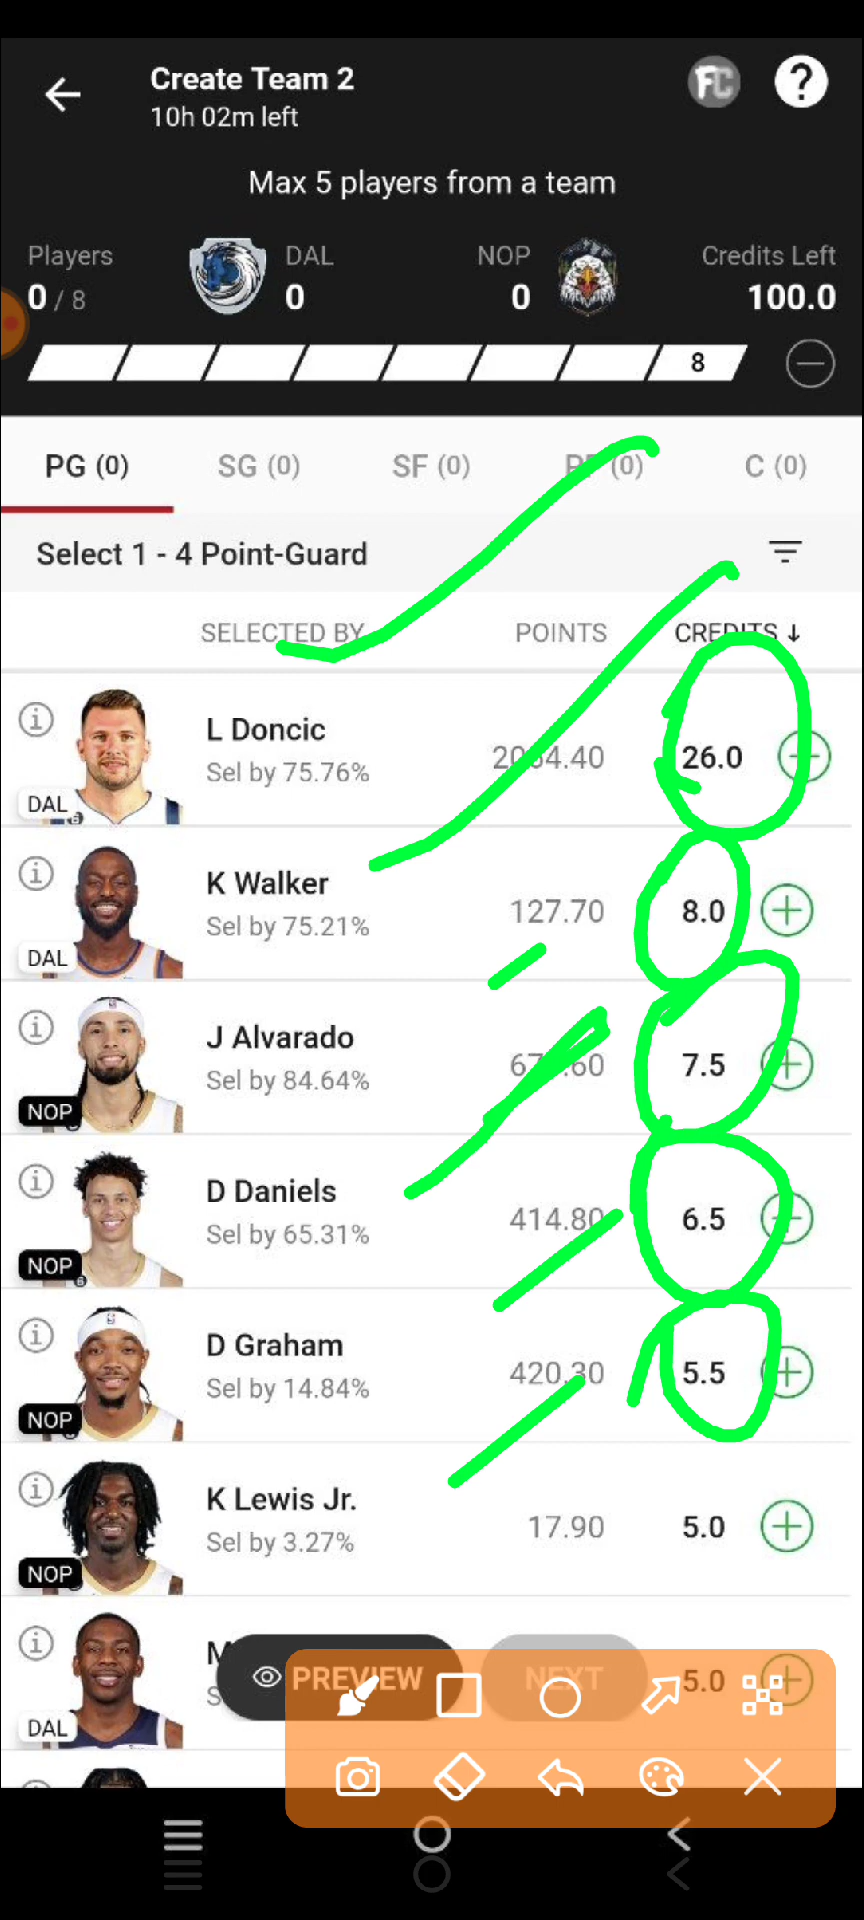 Create Team 2
10h 02m left
FC ?
Max 5 players from a team
Players DAL NOP Credits Left
0 / 8 0 0 100.0
8
PG (0) SG (0) SF (0) PF (0) C (0)
Select 1 - 4 Point-Guard
SELECTED BY POINTS CREDITS ↓
L Doncic
Sel by 75.76% 26.0
DAL
K Walker
Sel by 75.21% 127.70 8.0
DAL
J Alvarado
Sel by 84.64% 7.5
NOP
D Daniels
Sel by 65.31% 414.80 6.5
NOP
D Graham
Sel by 14.84% 420.30 5.5
NOP
K Lewis Jr.
Sel by 3.27% 17.90 5.0
NOP
PREVIEW NEXT 5.0
DAL